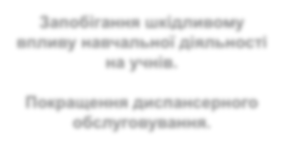 Запобігання шкідливому
впливу навчальної діяльності
на учнів.
Покращення диспансерного
обслуговування.